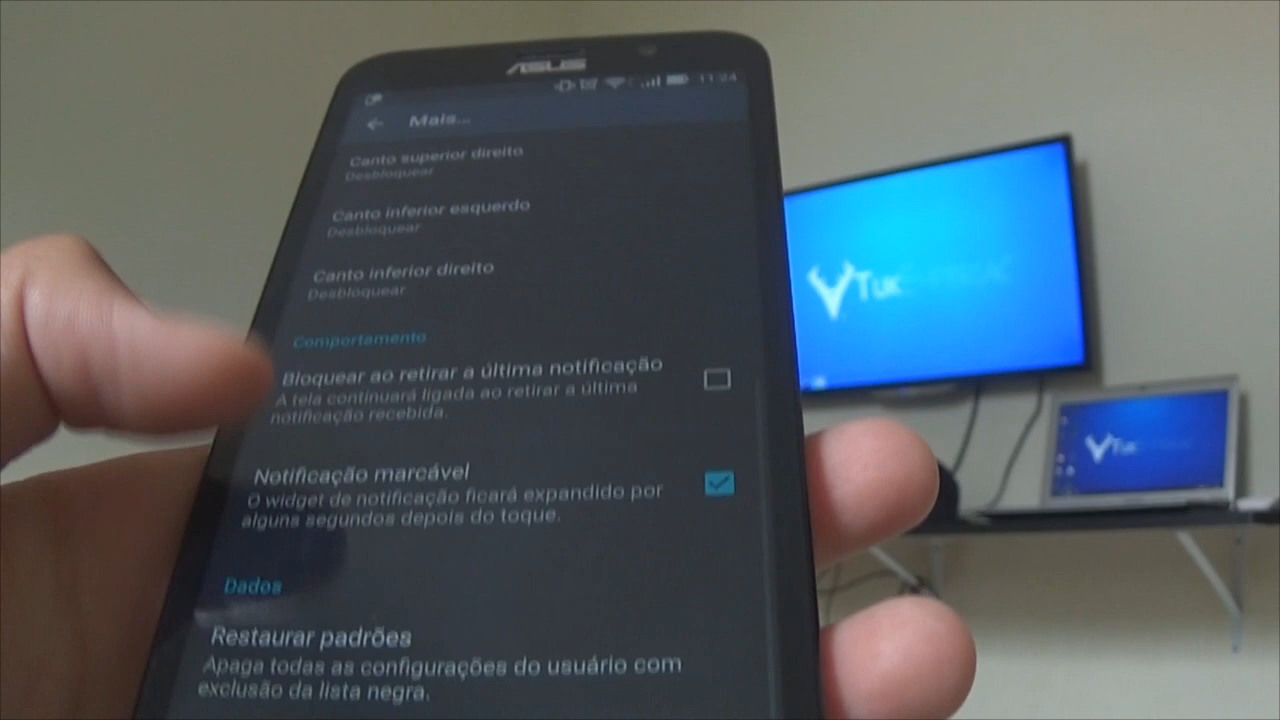 ASUS
11:24
Mais...
Canto superior direito
Desbloquear
Canto inferior esquerdo
Desbloquear
Canto inferior direito
Desbloquear
Comportamento
Bloquear ao retirar a última notificação
A tela continuará ligada ao retirar a última
notificação recebida.
Notificação marcável
O widget de notificação ficará expandido por
alguns segundos depois do toque.
Dados
Restaurar padrões
Apaga todas as configurações do usuário com
exclusão da lista negra.